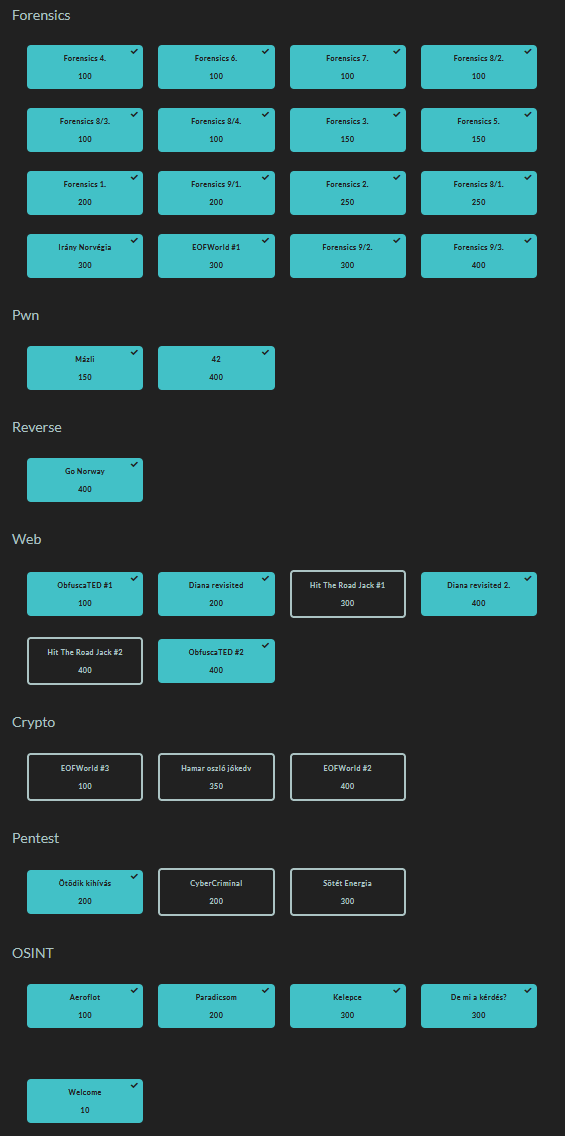 Forensics
Forensics 4.
100
Forensics 6.
100
Forensics 7.
100
Forensics 8/2.
100
Forensics 8/3.
100
Forensics 8/4.
100
Forensics 3.
150
Forensics 5.
150
Forensics 1.
200
Forensics 9/1.
200
Forensics 2.
250
Forensics 8/1.
250
Irány Norvégia
300
EOFWorld #1
300
Forensics 9/2.
300
Forensics 9/3.
400
Pwn
Mázli
150
42
400
Reverse
Go Norway
400
Web
ObfuscaTED #1
100
Diana revisited
200
Hit The Road Jack #1
300
Diana revisited 2.
400
Hit The Road Jack #2
400
ObfuscaTED #2
400
Crypto
EOFWorld #3
100
Hamar oszló jókedv
350
EOFWorld #2
400
Pentest
Ötödik kihívás
200
CyberCriminal
200
Sötét Energia
300
OSINT
Aeroflot
100
Paradicsom
200
Kelepce
300
De mi a kérdés?
300
Welcome
10